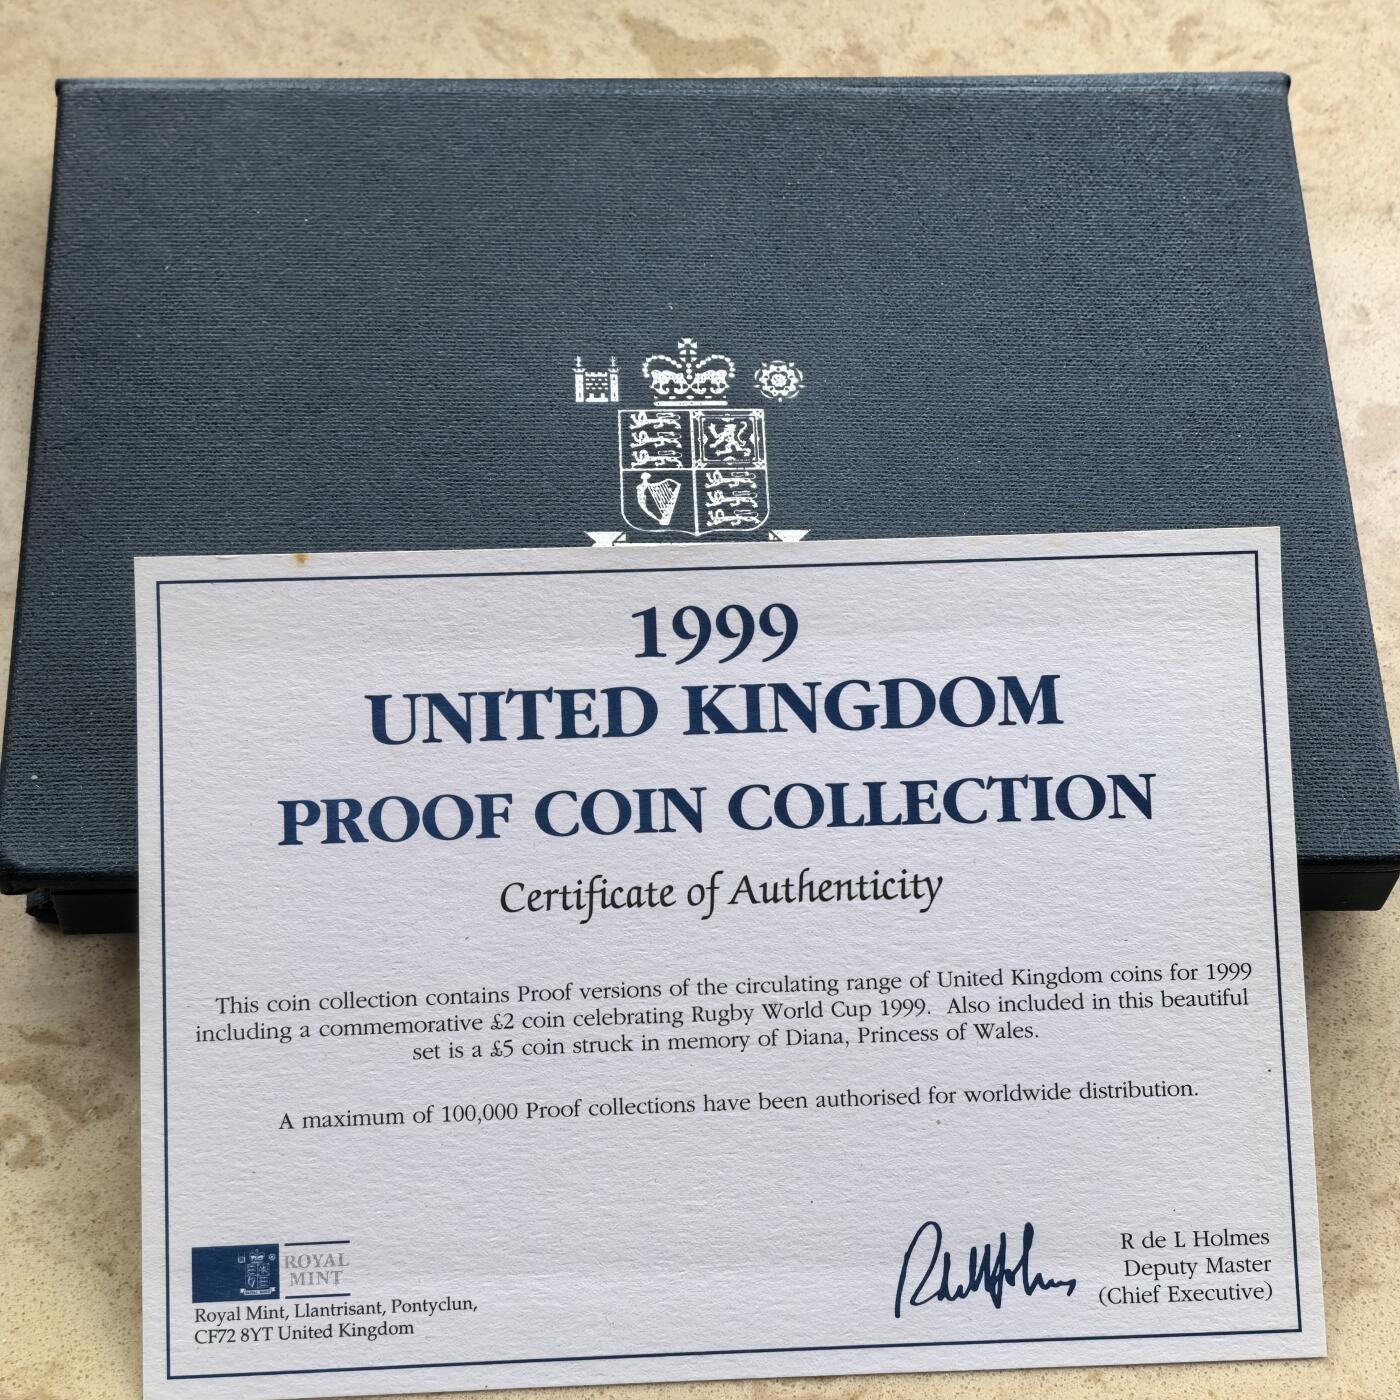 1999
UNITED KINGDOM
PROOF COIN COLLECTION
Certificate of Authenticity
This coin collection contains Proof versions of the circulating range of United Kingdom coins for 1999
including a commemorative £2 coin celebrating Rugby World Cup 1999. Also included in this beautiful
set is a £5 coin struck in memory of Diana, Princess of Wales.
A maximum of 100,000 Proof collections have been authorised for worldwide distribution.
ROYAL
MINT
Royal Mint, Llantrisant, Pontyclun,
CF72 8YT United Kingdom
R de L Holmes
Deputy Master
(Chief Executive)